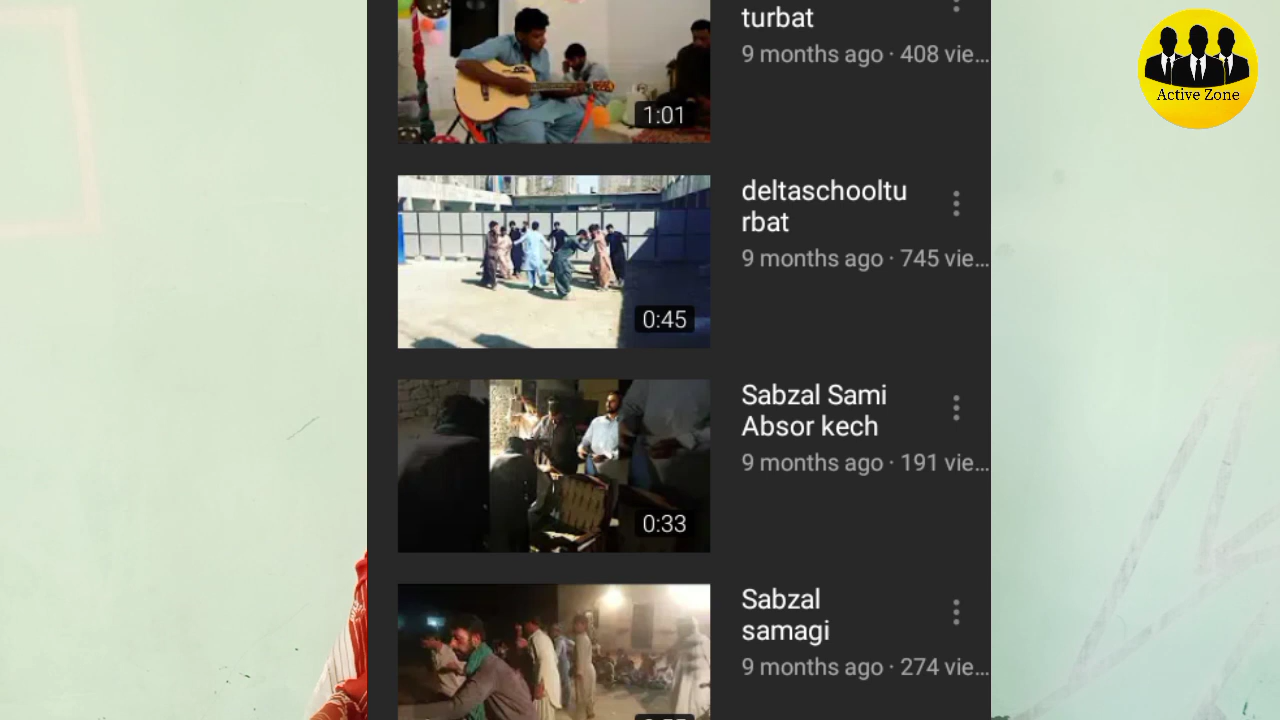 turbat
9 months ago · 408 vie...
1:01
deltaschooltu
rbat
9 months ago · 745 vie...
0:45
Sabzal Sami
Absor kech
9 months ago · 191 vie...
0:33
Sabzal
samagi
9 months ago · 274 vie...
Active Zone